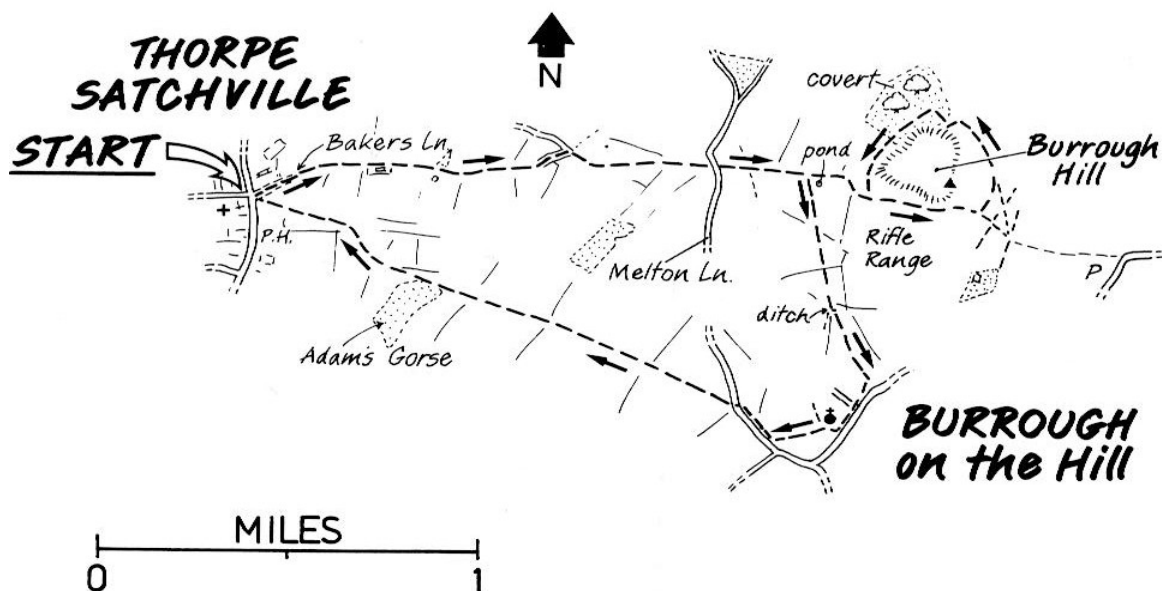 THORPE
SATCHVILLE
START
N
Bakers Ln.
covert
pond
Burrough
Hill
P.H.
Melton Ln.
Rifle
Range
P
ditch
Adam's Gorse
BURROUGH
on the Hill
MILES
0
1